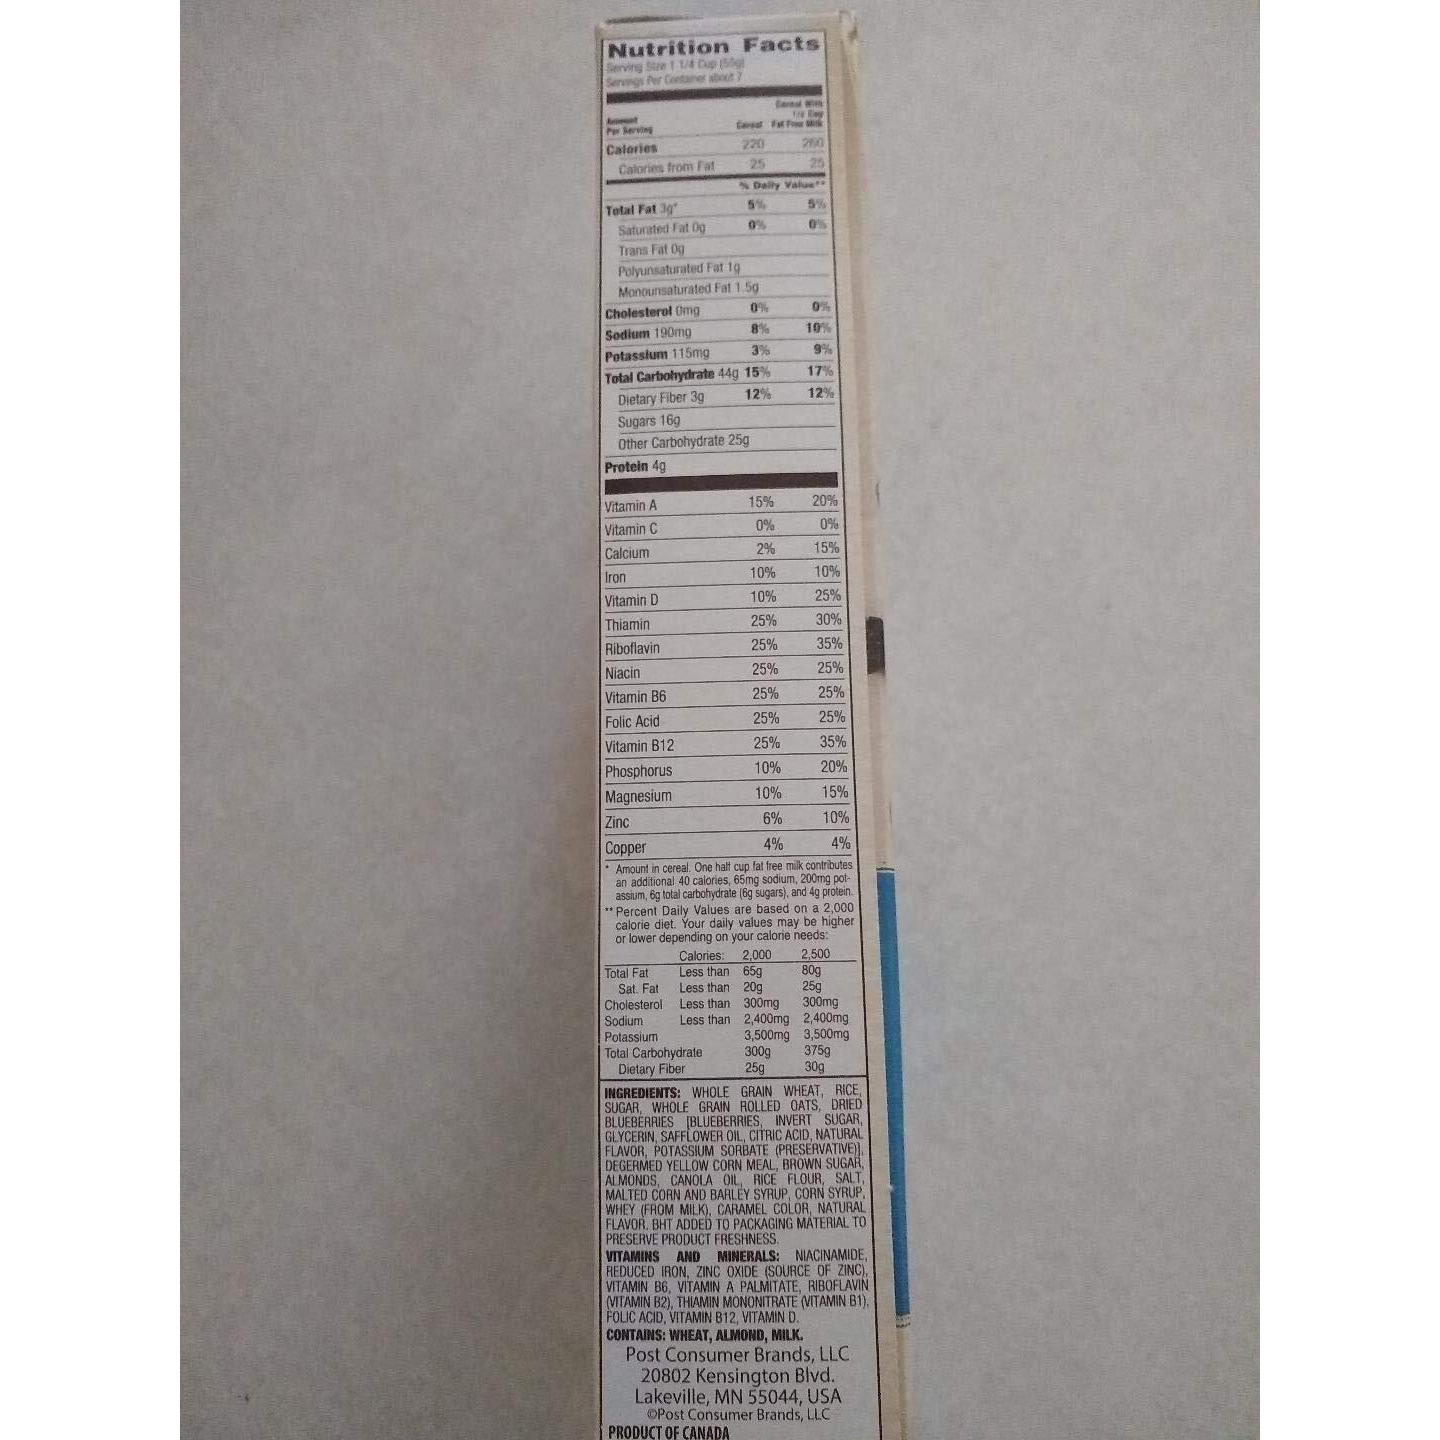 Nutrition Facts
Serving Size 1 1/4 Cup (55g)
Servings Per Container about 7
Cereal With
1/2 Cup
Amount
Per Serving Cereal Fat Free Milk
Calories 220 260
Calories from Fat 25 25
% Daily Value**
Total Fat 3g* 5% 5%
Saturated Fat 0g 0% 0%
Trans Fat 0g
Polyunsaturated Fat 1g
Monounsaturated Fat 1.5g
Cholesterol 0mg 0% 0%
Sodium 190mg 8% 10%
Potassium 115mg 3% 9%
Total Carbohydrate 44g 15% 17%
Dietary Fiber 3g 12% 12%
Sugars 16g
Other Carbohydrate 25g
Protein 4g
Vitamin A 15% 20%
Vitamin C 0% 0%
Calcium 2% 15%
Iron 10% 10%
Vitamin D 10% 25%
Thiamin 25% 30%
Riboflavin 25% 35%
Niacin 25% 25%
Vitamin B6 25% 25%
Folic Acid 25% 25%
Vitamin B12 25% 35%
Phosphorus 10% 20%
Magnesium 10% 15%
Zinc 6% 10%
Copper 4% 4%
* Amount in cereal. One half cup fat free milk contributes
an additional 40 calories, 65mg sodium, 200mg pot-
assium, 6g total carbohydrate (6g sugars), and 4g protein.
** Percent Daily Values are based on a 2,000
calorie diet. Your daily values may be higher
or lower depending on your calorie needs:
Calories: 2,000 2,500
Total Fat Less than 65g 80g
Sat. Fat Less than 20g 25g
Cholesterol Less than 300mg 300mg
Sodium Less than 2,400mg 2,400mg
Potassium 3,500mg 3,500mg
Total Carbohydrate 300g 375g
Dietary Fiber 25g 30g
INGREDIENTS: WHOLE GRAIN WHEAT, RICE,
SUGAR, WHOLE GRAIN ROLLED OATS, DRIED
BLUEBERRIES [BLUEBERRIES, INVERT SUGAR,
GLYCERIN, SAFFLOWER OIL, CITRIC ACID, NATURAL
FLAVOR, POTASSIUM SORBATE (PRESERVATIVE)],
DEGERMED YELLOW CORN MEAL, BROWN SUGAR,
ALMONDS, CANOLA OIL, RICE FLOUR, SALT,
MALTED CORN AND BARLEY SYRUP, CORN SYRUP,
WHEY (FROM MILK), CARAMEL COLOR, NATURAL
FLAVOR. BHT ADDED TO PACKAGING MATERIAL TO
PRESERVE PRODUCT FRESHNESS.
VITAMINS AND MINERALS: NIACINAMIDE,
REDUCED IRON, ZINC OXIDE (SOURCE OF ZINC),
VITAMIN B6, VITAMIN A PALMITATE, RIBOFLAVIN
(VITAMIN B2), THIAMIN MONONITRATE (VITAMIN B1),
FOLIC ACID, VITAMIN B12, VITAMIN D.
CONTAINS: WHEAT, ALMOND, MILK.
Post Consumer Brands, LLC
20802 Kensington Blvd.
Lakeville, MN 55044, USA
©Post Consumer Brands, LLC
PRODUCT OF CANADA